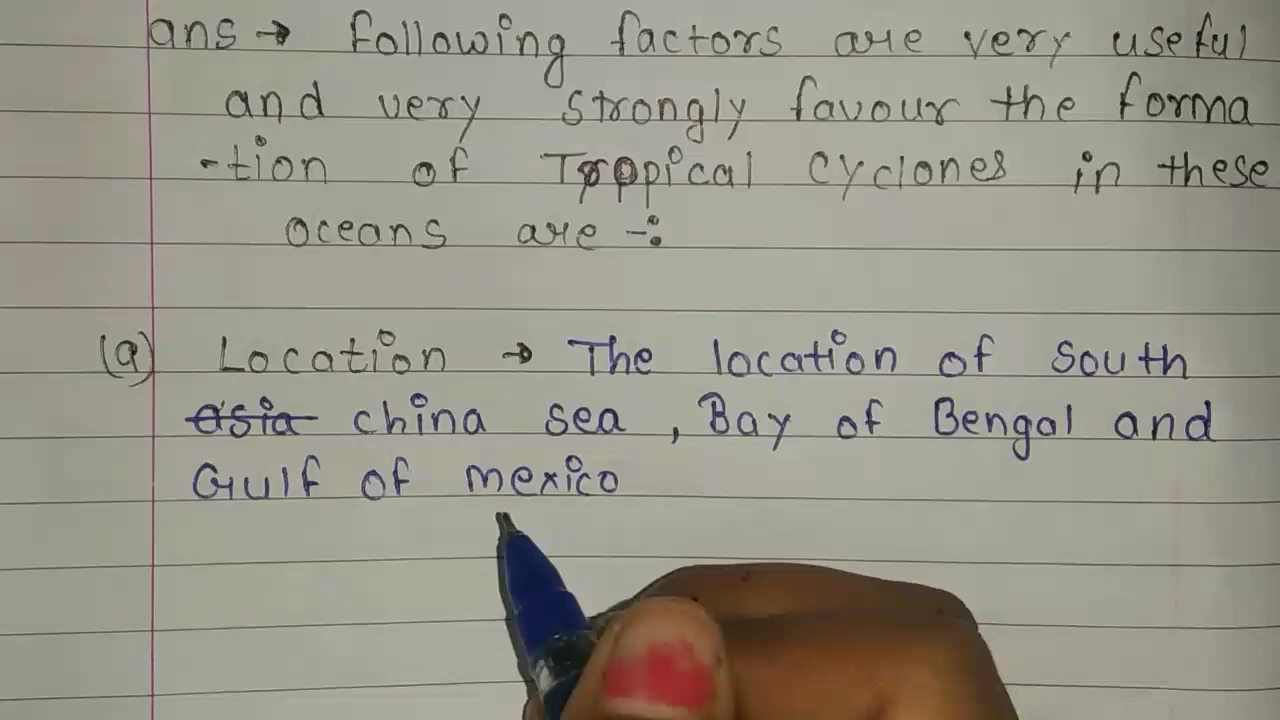 ans → Following factors are very useful
and very strongly favour the forma
-tion of Tropical cyclones in these
oceans are -:
(a) Location → The location of south
asia china sea, Bay of Bengal and
Gulf of mexico